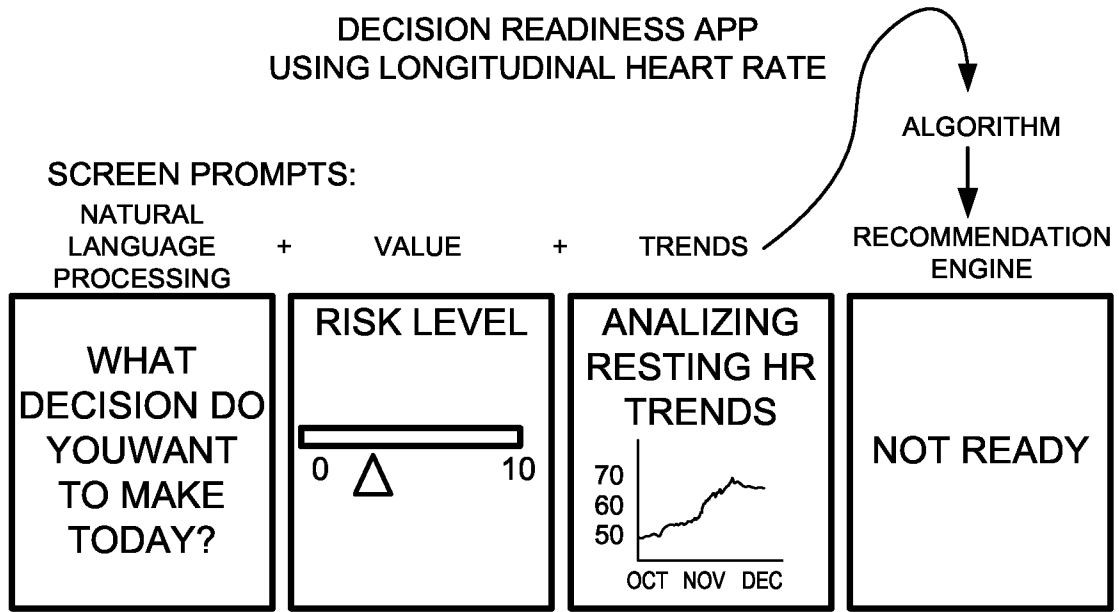 DECISION READINESS APP
USING LONGITUDINAL HEART RATE
ALGORITHM
SCREEN PROMPTS:
NATURAL
LANGUAGE
PROCESSING
+
VALUE
+
TRENDS
RECOMMENDATION
ENGINE
WHAT
DECISION DO
YOUWANT
TO MAKE
TODAY?
RISK LEVEL
0 10
ANALIZING
RESTING HR
TRENDS
70
60
50
OCT NOV DEC
NOT READY